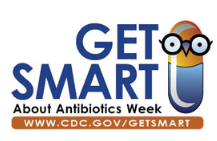 GET
SMART
About Antibiotics Week
WWW.CDC.GOV/GETSMART